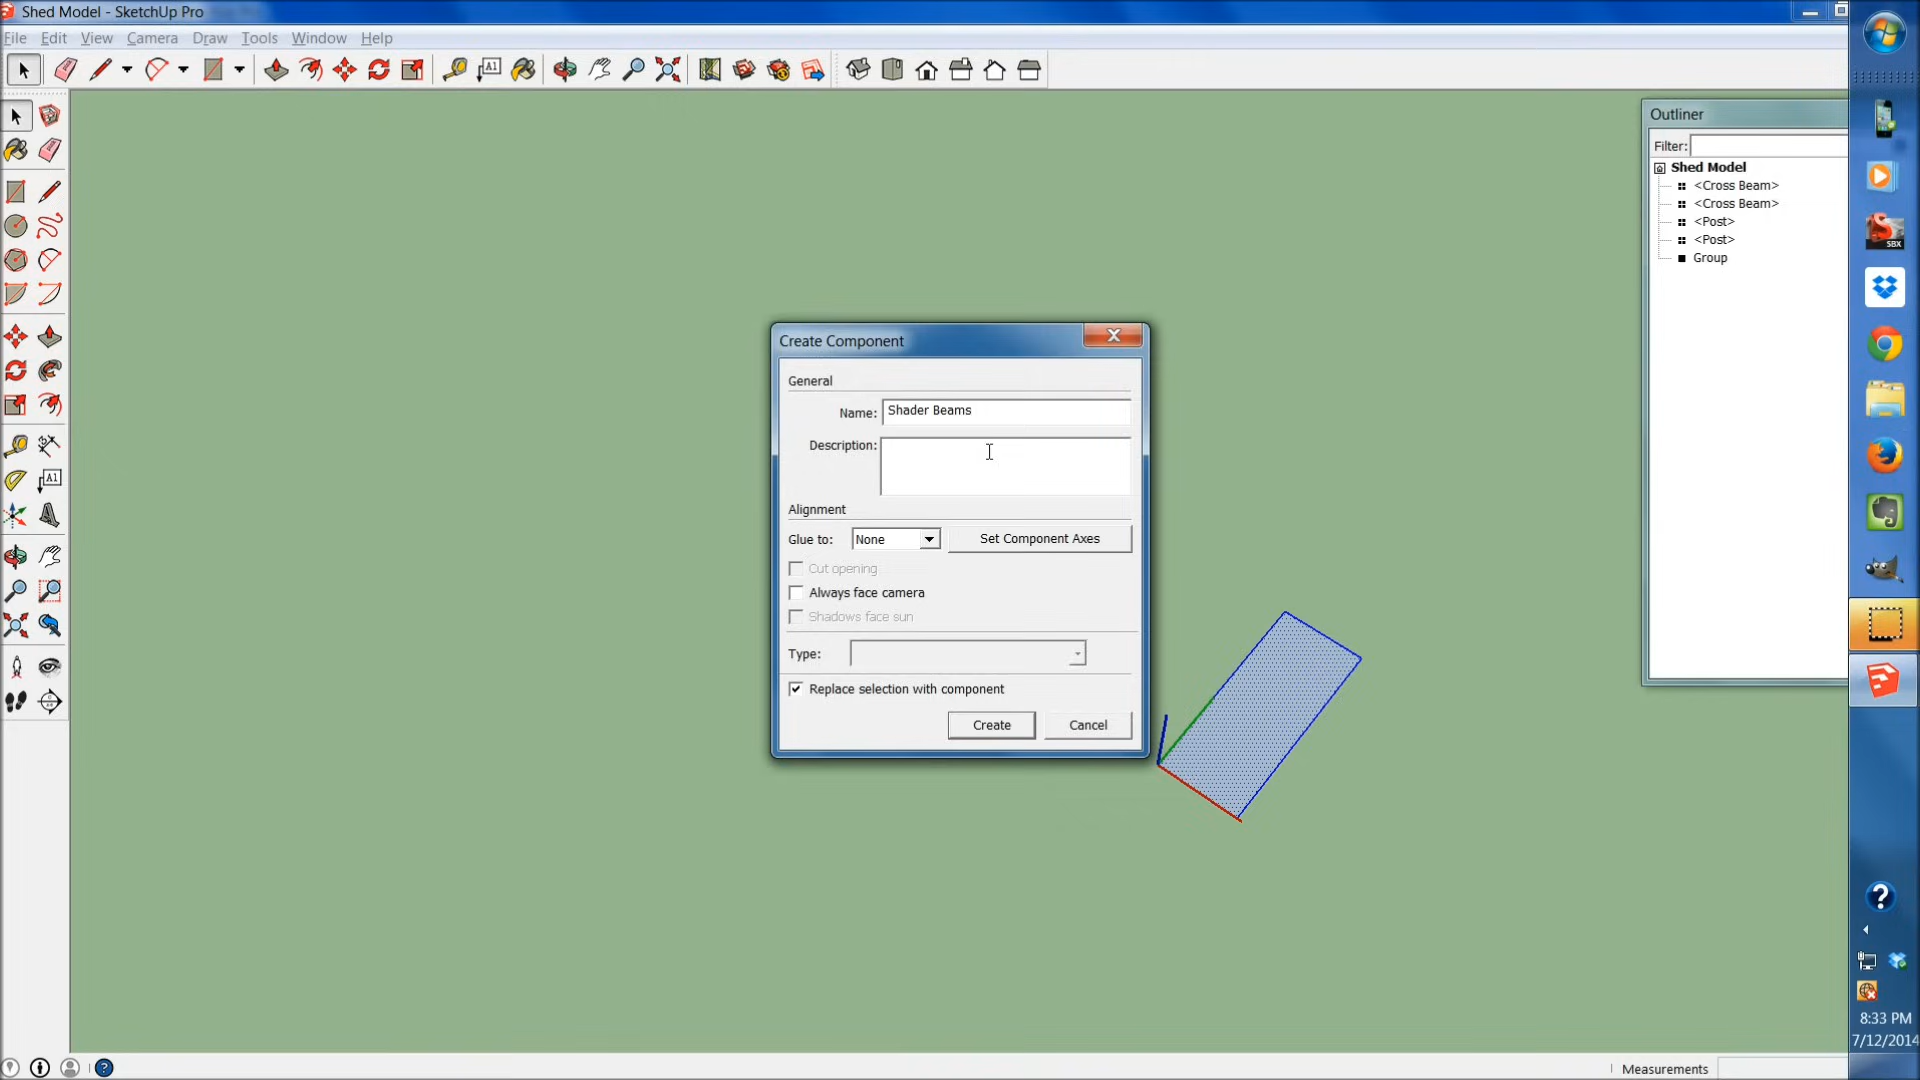 Shed Model - SketchUp Pro
File Edit View Camera Draw Tools Window Help
A1
A1
Outliner
Filter:
Shed Model
<Cross Beam>
<Cross Beam>
<Post>
<Post>
Group
SBX
Create Component
General
Name: Shader Beams
Description:
Alignment
Glue to: None Set Component Axes
Cut opening
Always face camera
Shadows face sun
Type:
Replace selection with component
Create Cancel
8:33 PM
7/12/2014
Measurements